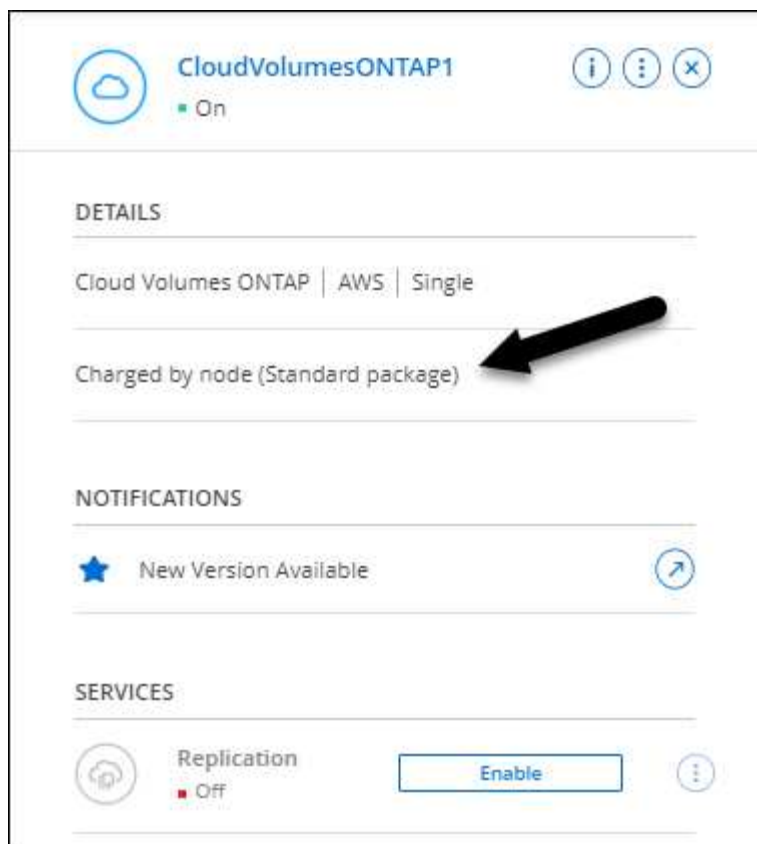 CloudVolumesONTAP1
On
DETAILS
Cloud Volumes ONTAP | AWS | Single
Charged by node (Standard package)
NOTIFICATIONS
New Version Available
SERVICES
Replication
Enable
Off